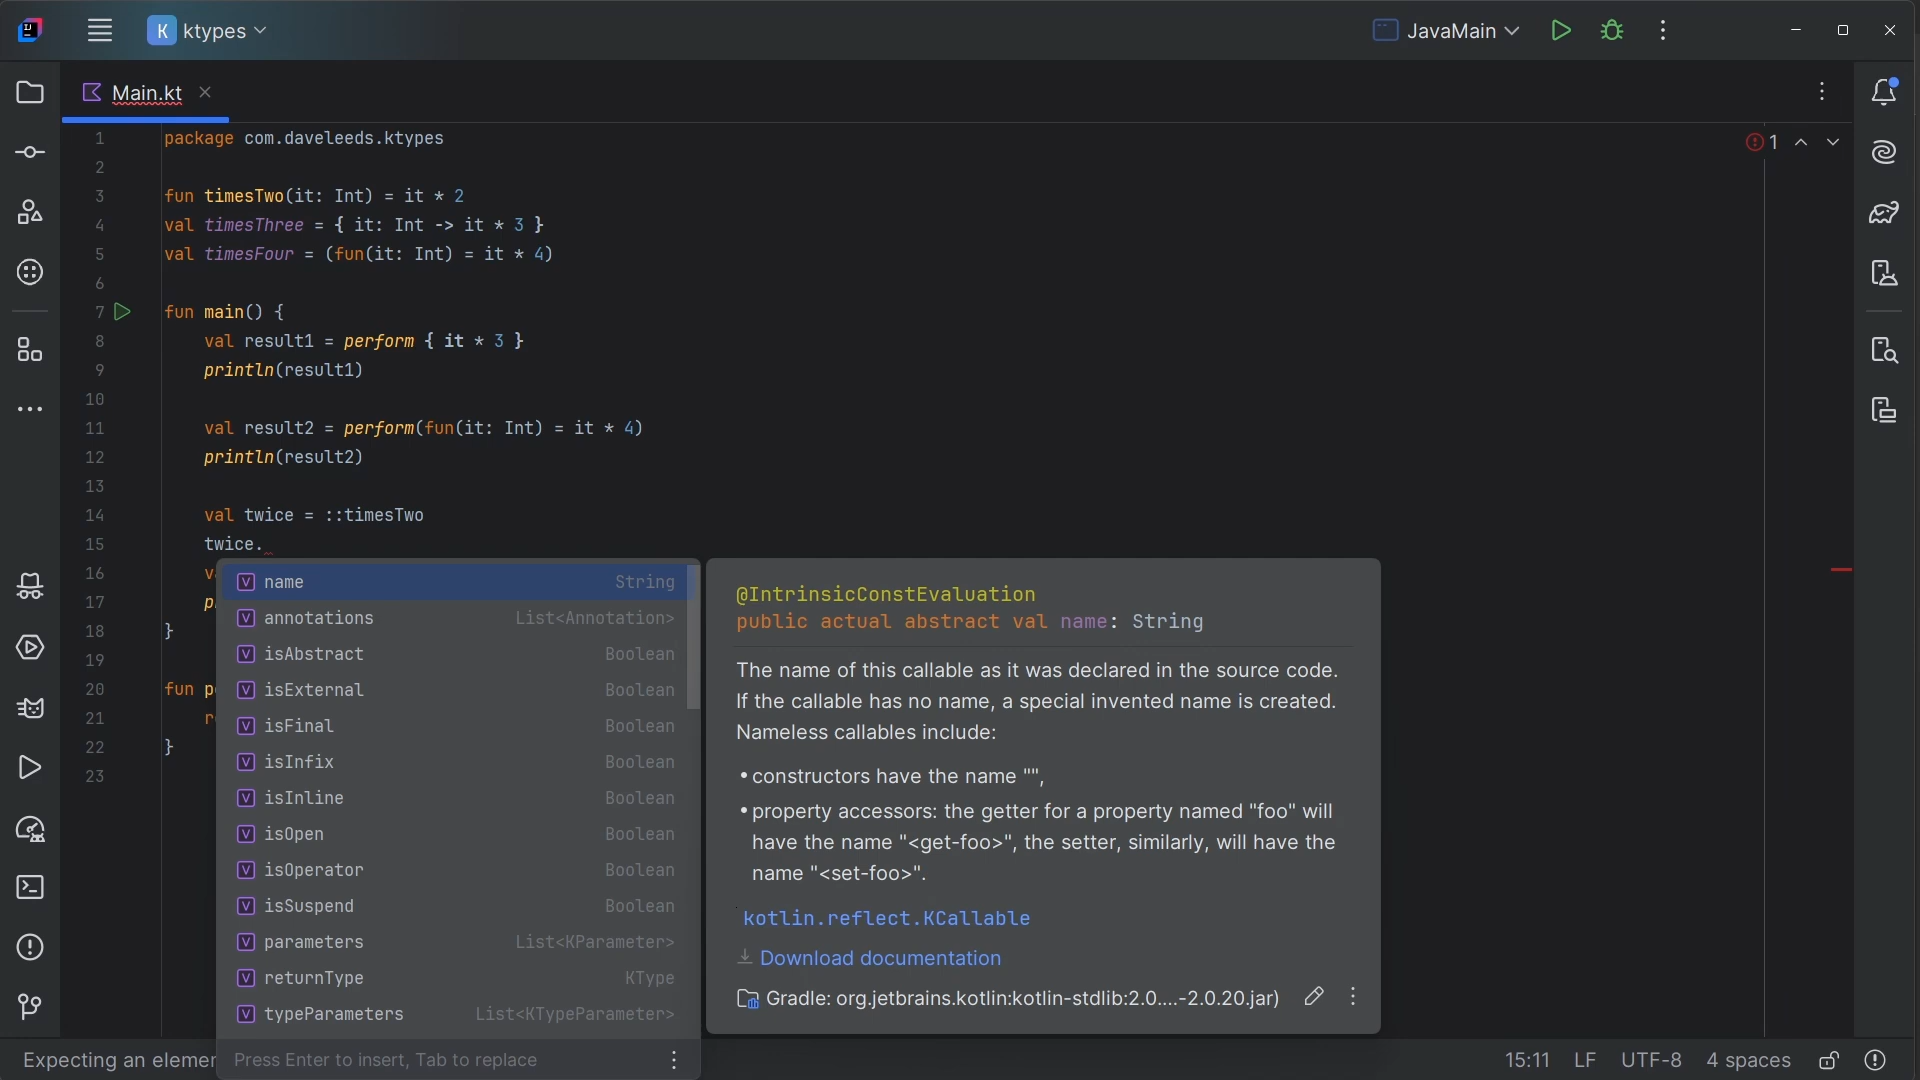 K ktypes JavaMain
Main.kt
1 package com.daveleeds.ktypes
1
2
3 fun timesTwo(it: Int) = it * 2
4 val timesThree = { it: Int -> it * 3 }
5 val timesFour = (fun(it: Int) = it * 4)
6
7 fun main() {
8 val result1 = perform { it * 3 }
9 println(result1)
10
11 val result2 = perform(fun(it: Int) = it * 4)
12 println(result2)
13
14 val twice = ::timesTwo
15 twice.
16
17
18 }
19
20 fun
21
22 }
23
name String
annotations List<Annotation>
isAbstract Boolean
isExternal Boolean
isFinal Boolean
isInfix Boolean
isInline Boolean
isOpen Boolean
isOperator Boolean
isSuspend Boolean
parameters List<KParameter>
returnType KType
typeParameters List<KTypeParameter>
Press Enter to insert, Tab to replace
@IntrinsicConstEvaluation
public actual abstract val name: String
The name of this callable as it was declared in the source code.
If the callable has no name, a special invented name is created.
Nameless callables include:
• constructors have the name "",
• property accessors: the getter for a property named "foo" will
have the name "<get-foo>", the setter, similarly, will have the
name "<set-foo>".
kotlin.reflect.KCallable
Download documentation
Gradle: org.jetbrains.kotlin:kotlin-stdlib:2.0....-2.0.20.jar)
Expecting an elemer
15:11 LF UTF-8 4 spaces